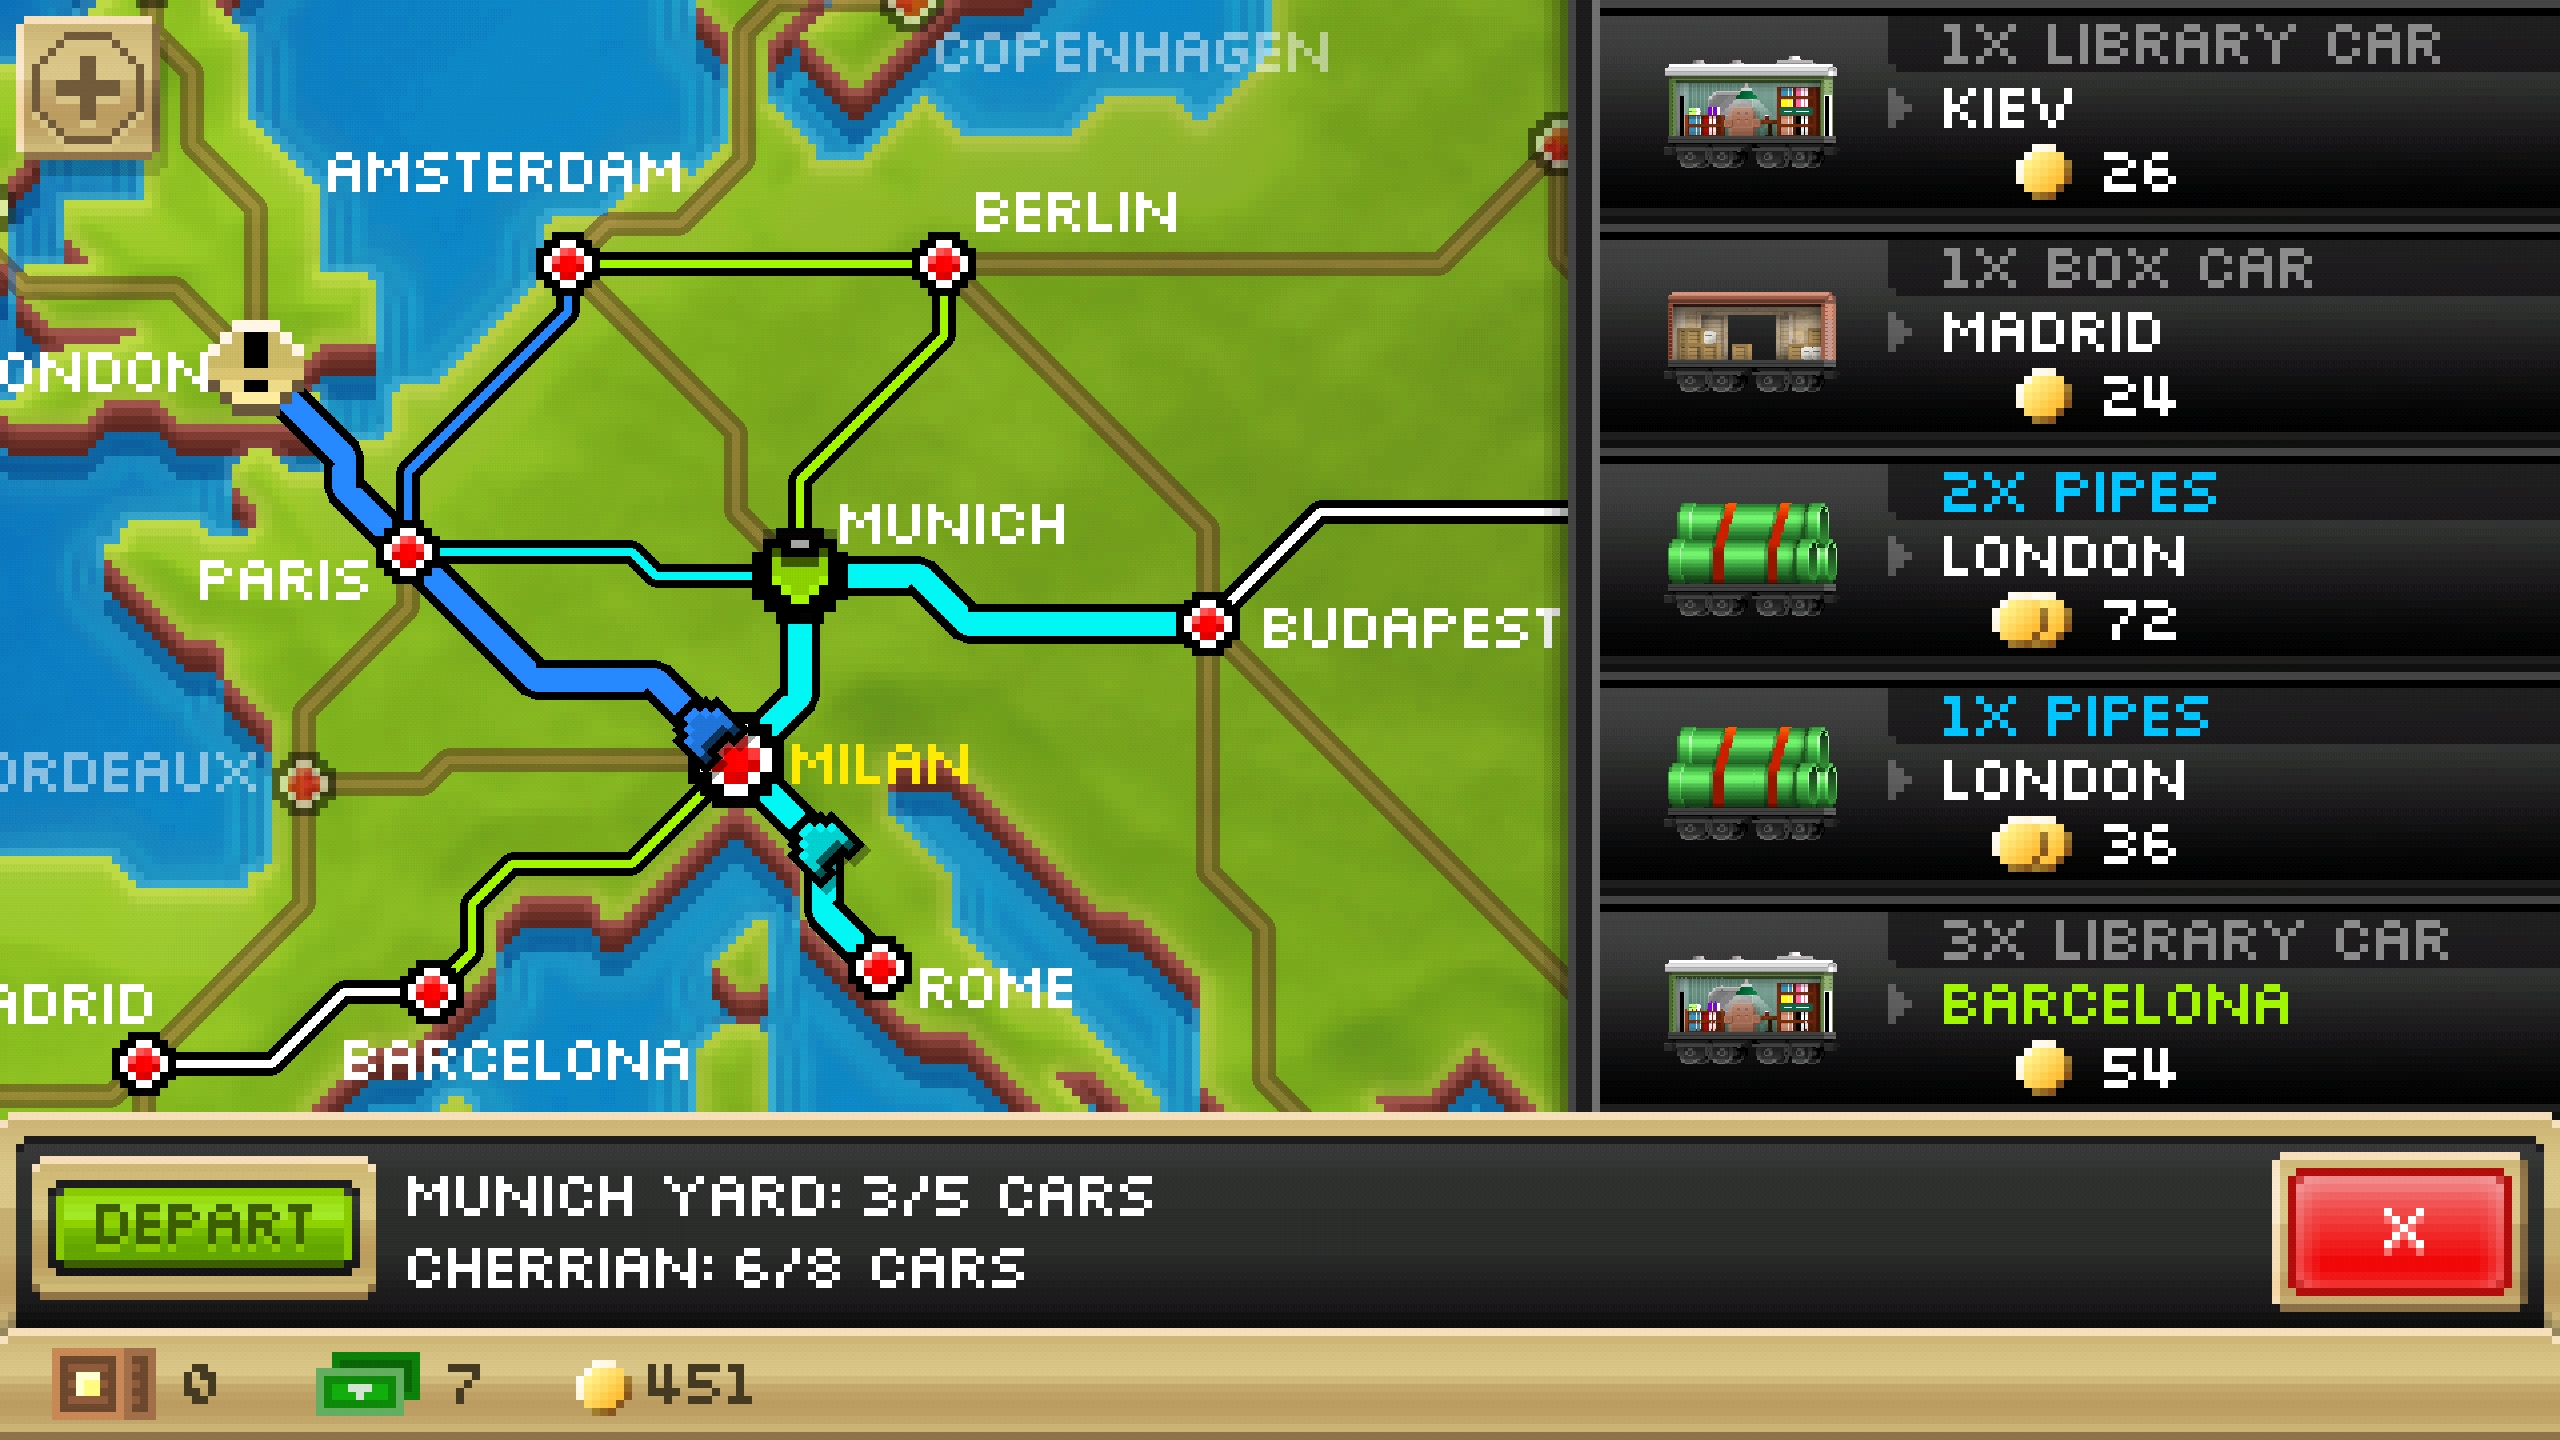 COPENHAGEN
AMSTERDAM
BERLIN
ONDON
MUNICH
PARIS
BUDAPEST
ORDEAUX
MILAN
ADRID
ROME
BARCELONA
1X LIBRARY CAR
KIEV
26
1X BOX CAR
MADRID
24
2X PIPES
LONDON
72
1X PIPES
LONDON
36
3X LIBRARY CAR
BARCELONA
54
DEPART
MUNICH YARD: 3/5 CARS
CHERRIAN: 6/8 CARS
X
0 7 451